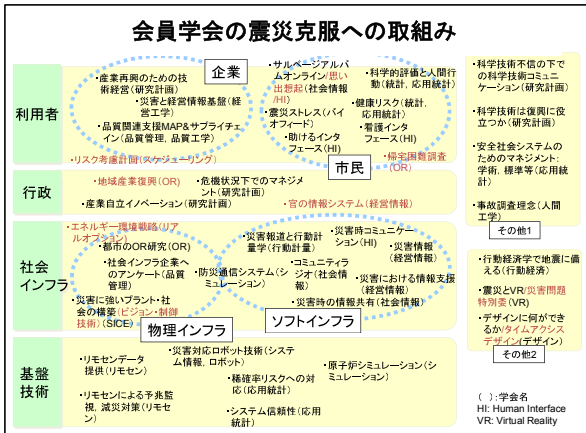 会員学会の震災克服への取組み
企業
利用者
・産業再興のための技
術経営(研究計画)
・災害と経営情報基盤(経
営工学)
・品質関連支援MAP&サプライチェ
イン(品質管理, 品質工学)
・リスク考慮計画(スケジューリング)
・サルベージアルバ
ムオンライン/思い
出想起(社会情報
/HI)
・震災ストレス(バイ
オフィード)
・助けるインタ
フェース(HI)
・科学的評価と人間行
動(統計, 応用統計)
・健康リスク(統計,
応用統計)
・看護インタ
フェース(HI)
・帰宅困難調査
(OR)
市民
行政
・地域産業復興(OR)
・危機状況下でのマネジメ
ント(研究計画)
・産業自立イノベーション(研究計画)
・官の情報システム(経営情報)
社会
インフラ
・エネルギー環境戦略(リア
ルオプション)
・都市のOR研究(OR)
・社会インフラ企業へ
のアンケート(品質
管理)
・災害に強いプラント・社
会の構築(ビジョン・制御
技術)(SICE)
物理インフラ
・防災通信システム(シミ
ュレーション)
・災害報道と行動計
量学(行動計量)
・コミュニティラ
ジオ(社会情
報)
・災害時コミュニケー
ション(HI)
・災害情報
(経営情報)
・災害における情報支援
(経営情報)
・災害時の情報共有(社会情報)
ソフトインフラ
基盤
技術
・リモセンデータ
提供(リモセン)
・リモセンによる予兆監
視, 減災対策(リモセ
ン)
・災害対応ロボット技術(システ
ム情報, ロボット)
・稀確率リスクへの対
応(応用統計)
・システム信頼性(応用
統計)
・原子炉シミュレーション(シ
ミュレーション)
・科学技術不信の下で
の科学技術コミュニ
ケーション(研究計画)
・科学技術は復興に役
立つか(研究計画)
・安全社会システムの
ためのマネジメント:
学術, 標準等(応用統
計)
・事故調査理念(人間
工学)
その他1
・行動経済学で地震に備
える(行動経済)
・震災とVR/災害問題
特別委(VR)
・デザインに何ができ
るか/タイムアクシス
デザイン(デザイン)
その他2
( ):学会名
HI: Human Interface
VR: Virtual Reality